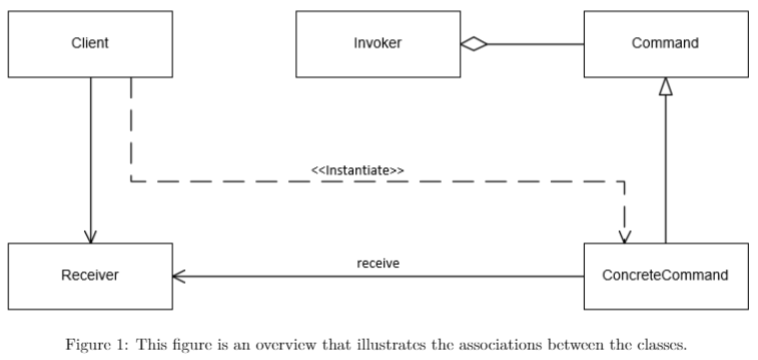 Client
Invoker
Command
<<Instantiate>>
receive
Receiver
ConcreteCommand
Figure 1: This figure is an overview that illustrates the associations between the classes.